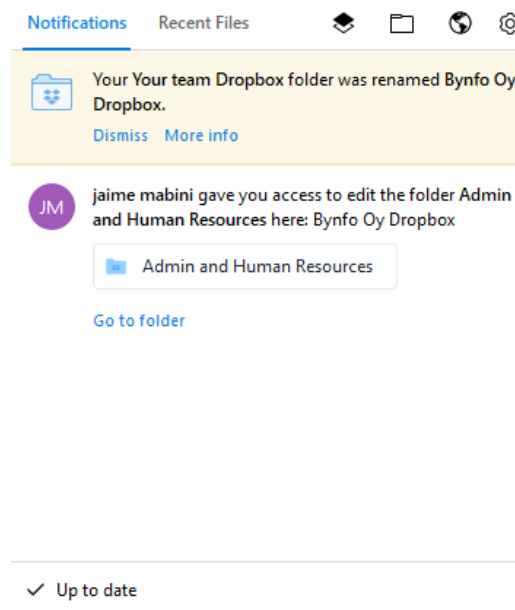 Notifications Recent Files
Your Your team Dropbox folder was renamed Bynfo Oy
Dropbox.
Dismiss More info
JM
jaime mabini gave you access to edit the folder Admin
and Human Resources here: Bynfo Oy Dropbox
Admin and Human Resources
Go to folder
Up to date